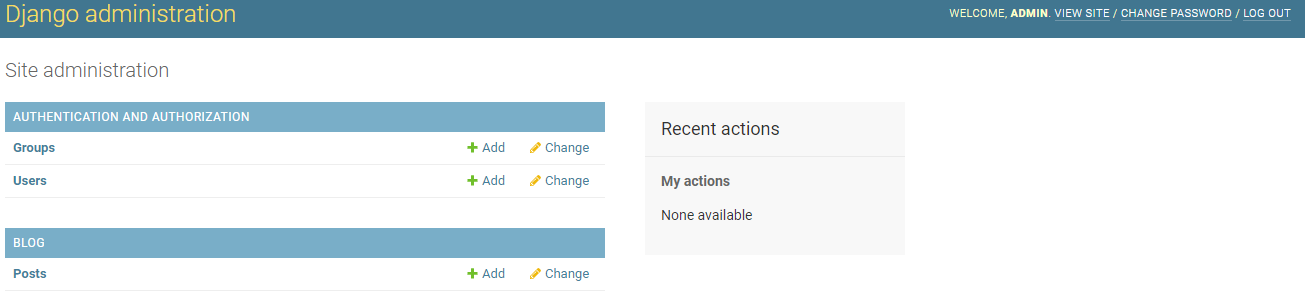 Django administration
WELCOME, ADMIN. VIEW SITE / CHANGE PASSWORD / LOG OUT
Site administration
AUTHENTICATION AND AUTHORIZATION
Groups Add Change
Users Add Change
BLOG
Posts Add Change
Recent actions
My actions
None available